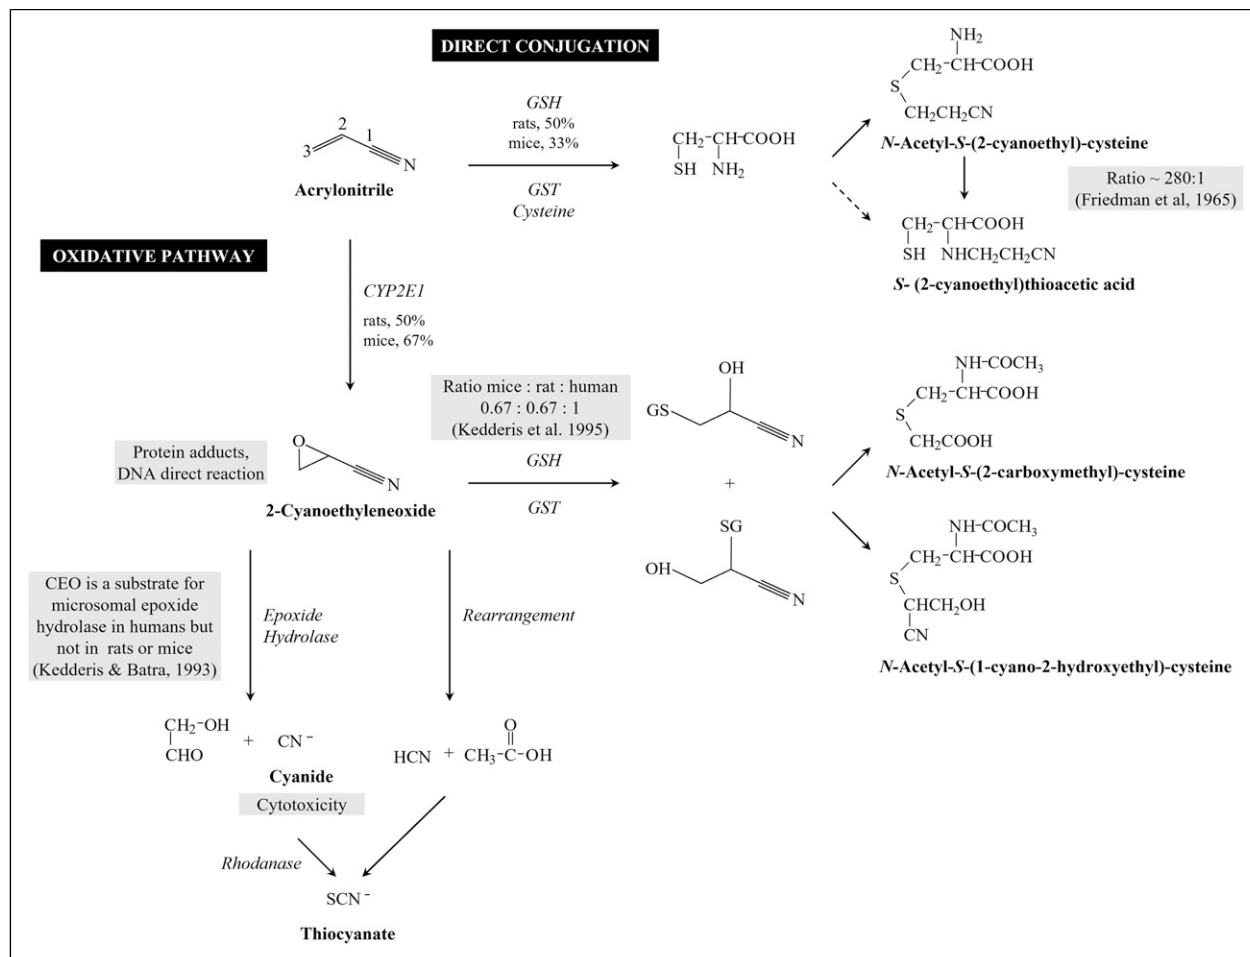 DIRECT CONJUGATION
NH2
CH2-CH-COOH
S
CH2CH2CN
N-Acetyl-S-(2-cyanoethyl)-cysteine
GSH
rats, 50%
mice, 33%
GST
Cysteine
1
2
3
N
Acrylonitrile
CH2-CH-COOH
SH NH2
Ratio ~ 280:1
(Friedman et al, 1965)
CH2-CH-COOH
SH NHCH2CH2CN
S- (2-cyanoethyl)thioacetic acid
OXIDATIVE PATHWAY
CYP2E1
rats, 50%
mice, 67%
Ratio mice : rat : human
0.67 : 0.67 : 1
(Kedderis et al. 1995)
GSH
GST
Protein adducts,
DNA direct reaction
O
N
2-Cyanoethyleneoxide
OH
GS
N
+
SG
OH
N
NH-COCH3
CH2-CH-COOH
S
CH2COOH
N-Acetyl-S-(2-carboxymethyl)-cysteine
NH-COCH3
CH2-CH-COOH
S
CHCH2OH
CN
N-Acetyl-S-(1-cyano-2-hydroxyethyl)-cysteine
CEO is a substrate for
microsomal epoxide
hydrolase in humans but
not in rats or mice
(Kedderis & Batra, 1993)
Epoxide
Hydrolase
Rearrangement
CH2-OH
CHO
+
CN-
Cyanide
Cytotoxicity
HCN
+
O
CH3-C-OH
Rhodanase
SCN-
Thiocyanate